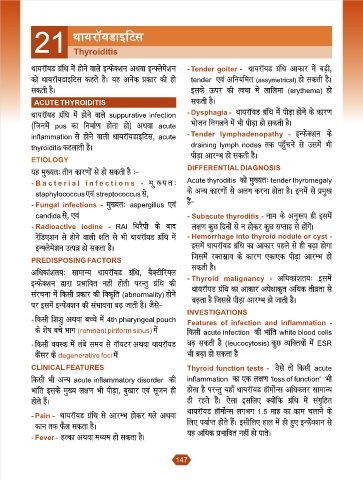 21
थायरॉयडाइटिस
Thyroiditis
थायरॉयड ग्रंथि में होने वाले इन्फेक्शन अथवा इन्फ्लेमेशन
को थायरॉयडाइटिस कहते हैं। यह अनेक प्रकार की हो
सकती है।
ACUTE THYROIDITIS
थायरॉयड ग्रंथि में होने वाले suppurative infection
(जिनमें pus का निर्माण होता हो) अथवा acute
inflammation से होने वाली थायरॉयडाइटिस, acute
thyroiditis कहलाती है।
ETIOLOGY
यह मुख्यतः तीन कारणों से हो सकती है :–
- Bacterial infections - मुख्यतः
staphylococcus एवं streptococcus से,
- Fungal infections - मुख्यतः aspergillus एवं
candida से, एवं
- Radioactive iodine - RAI थिरैपी के बाद
रेडिएशन से होने वाली क्षति से भी थायरॉयड ग्रंथि में
इन्फ्लेमेशन उत्पन्न हो सकता है।
PREDISPOSING FACTORS
अधिकांशतः सामान्य थायरॉयड ग्रंथि, बैक्टीरियल
इन्फेक्शन द्वारा प्रभावित नहीं होती परन्तु ग्रंथि की
संरचना में किसी प्रकार की विकृति (abnormality) होने
पर इसमें इन्फेक्शन की संभावना बढ़ जाती है। जैसे–
- किसी शिशु अथवा बच्चे में 4th pharyngeal pouch
के शेष बचे भाग (remnant piriform sinus) में
- किसी वयस्क में लंबे समय से गॉयटर अथवा थायरॉयड
कैंसर के degenerative foci में
CLINICAL FEATURES
किसी भी अन्य acute inflammatory disorder की
भांति इसके मुख्य लक्षण भी पीड़ा, बुखार एवं सूजन ही
होते हैं।
- Pain - थायरॉयड ग्रंथि से आरम्भ होकर गले अथवा
कान तक फैल सकता है।
- Fever - हल्का अथवा मध्यम हो सकता है।
- Tender goiter - थायरॉयड ग्रंथि आकार में बड़ी,
tender एवं अनियमित (assymetrical) हो सकती है।
इसके ऊपर की त्वचा में लालिमा (erythema) हो
सकती है।
- Dysphagia - थायरॉयड ग्रंथि में पीड़ा होने के कारण
भोजन निगलने में भी पीड़ा हो सकती है।
- Tender lymphadenopathy - इन्फेक्शन के
draining lymph nodes तक पहुँचने से उसमें भी
पीड़ा आरम्भ हो सकती है।
DIFFERENTIAL DIAGNOSIS
Acute thyroiditis को मुख्यतः tender thyromegaly
के अन्य कारणों से अलग करना होता है। इनमें से प्रमुख
है–
- Subacute thyroiditis - नाम के अनुरूप ही इसमें
लक्षण कुछ दिनों से न होकर कुछ सप्ताह से होंगें।
- Hemorrhage into thyroid nodule or cyst -
इसमें थायरॉयड ग्रंथि का आकार पहले से ही बढ़ा होगा
जिसमें रक्तस्त्राव के कारण एकाएक पीड़ा आरम्भ हो
सकती है।
- Thyroid malignancy - अधिकांशतः इसमें
थायरॉयड ग्रंथि का आकार अपेक्षाकृत अधिक तीव्रता से
बढ़ता है जिससे पीड़ा आरम्भ हो जाती है।
INVESTIGATIONS
Features of infection and inflammation -
किसी acute infection की भांति white blood cells
बढ़ सकती है (leucocytosis) कुछ व्यक्तियों में ESR
भी बढ़ा हो सकता है
Thyroid function tests - वैसे तो किसी acute
inflammation का एक लक्षण 'loss of function' भी
होता है परन्तु यहाँ थायरॉयड हॉर्मोन्स अधिकतर सामान्य
ही रहते हैं। ऐसा इसलिए क्योंकि ग्रंथि में संगृहित
थायरॉयड हॉर्मोन्स लगभग 1.5 माह का काम चलाने के
लिए पर्याप्त होते हैं। इसीलिए हाल में ही हुए इन्फेक्शन से
यह अधिक प्रभावित नहीं हो पाते।
147